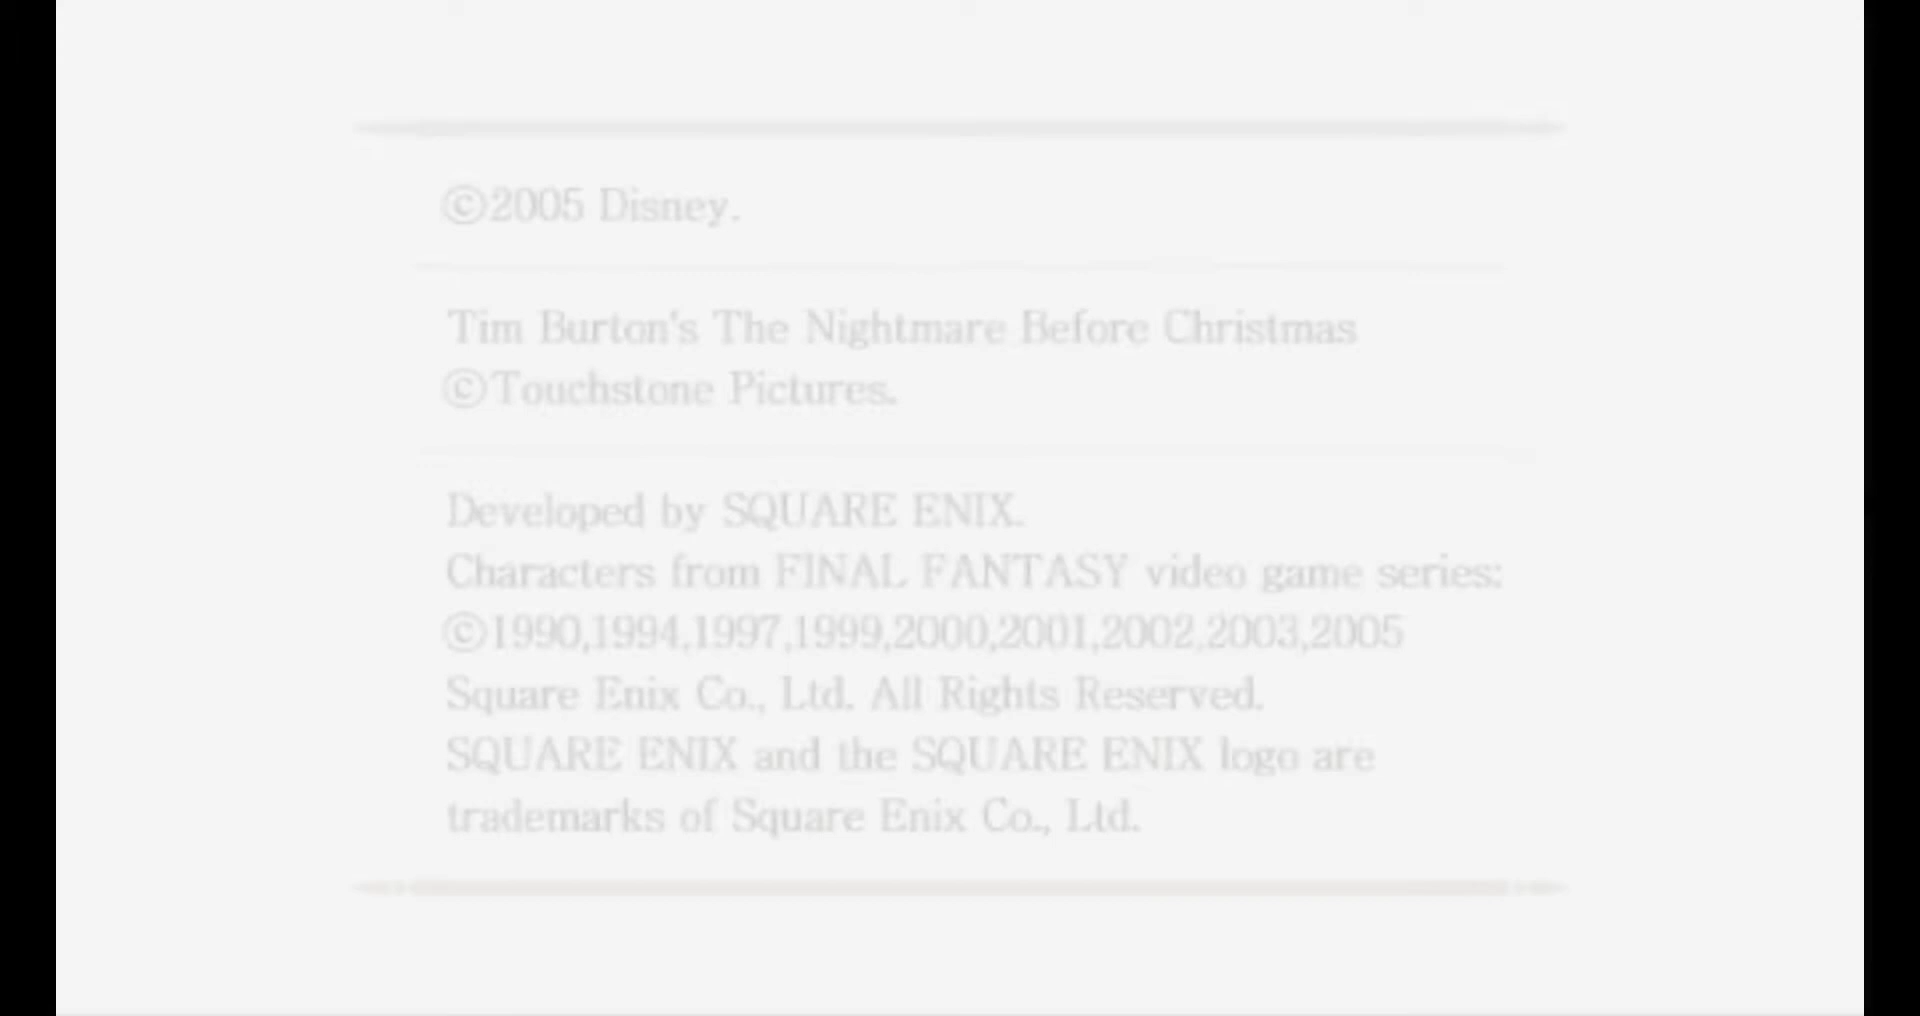 ©2005 Disney.
Tim Burton's The Nightmare Before Christmas
©Touchstone Pictures.
Developed by SQUARE ENIX.
Characters from FINAL FANTASY video game series:
©1990,1994,1997,1999,2000,2001,2002,2003,2005
Square Enix Co., Ltd. All Rights Reserved.
SQUARE ENIX and the SQUARE ENIX logo are
trademarks of Square Enix Co., Ltd.